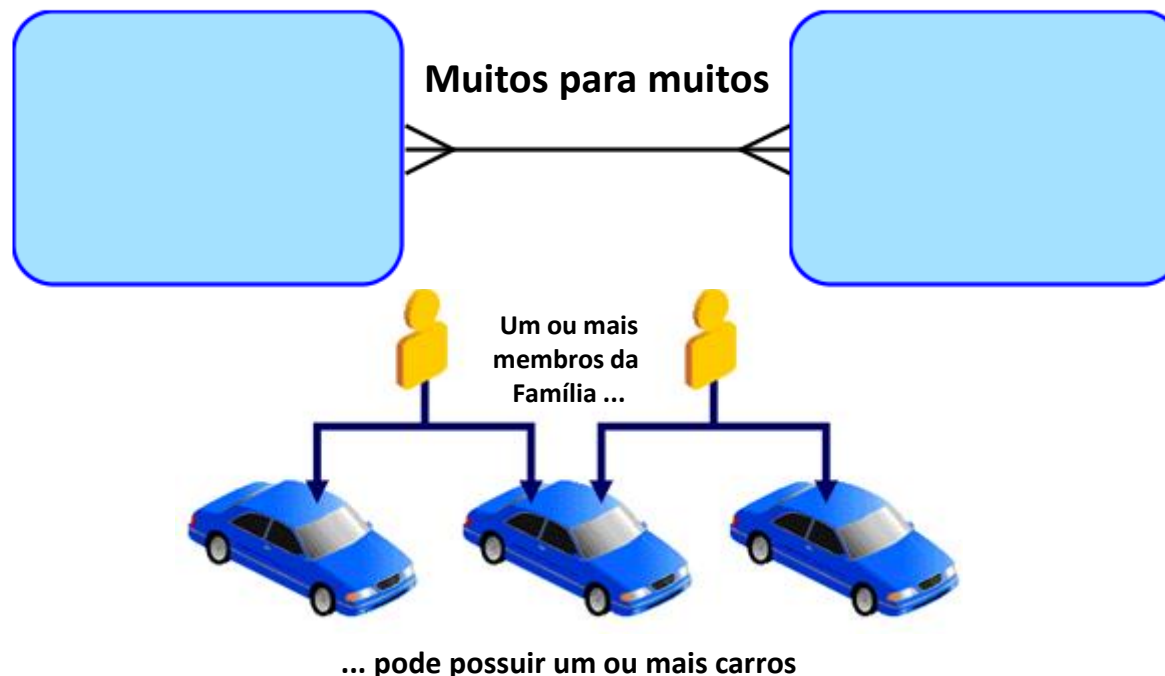 Muitos para muitos
Um ou mais
membros da
Família ...
... pode possuir um ou mais carros